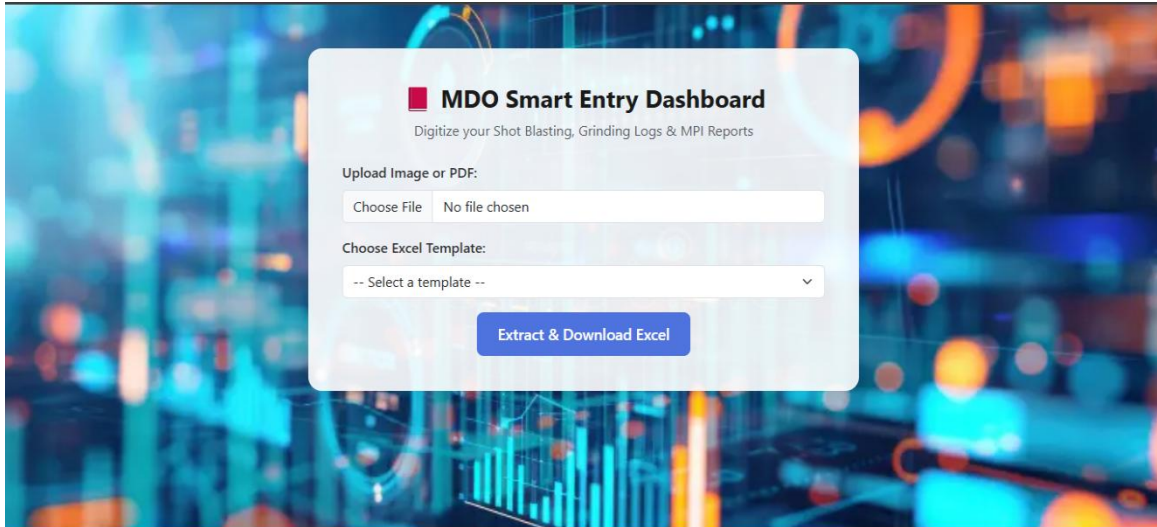 MDO Smart Entry Dashboard
Digitize your Shot Blasting, Grinding Logs & MPI Reports
Upload Image or PDF:
Choose File No file chosen
Choose Excel Template:
-- Select a template --
Extract & Download Excel